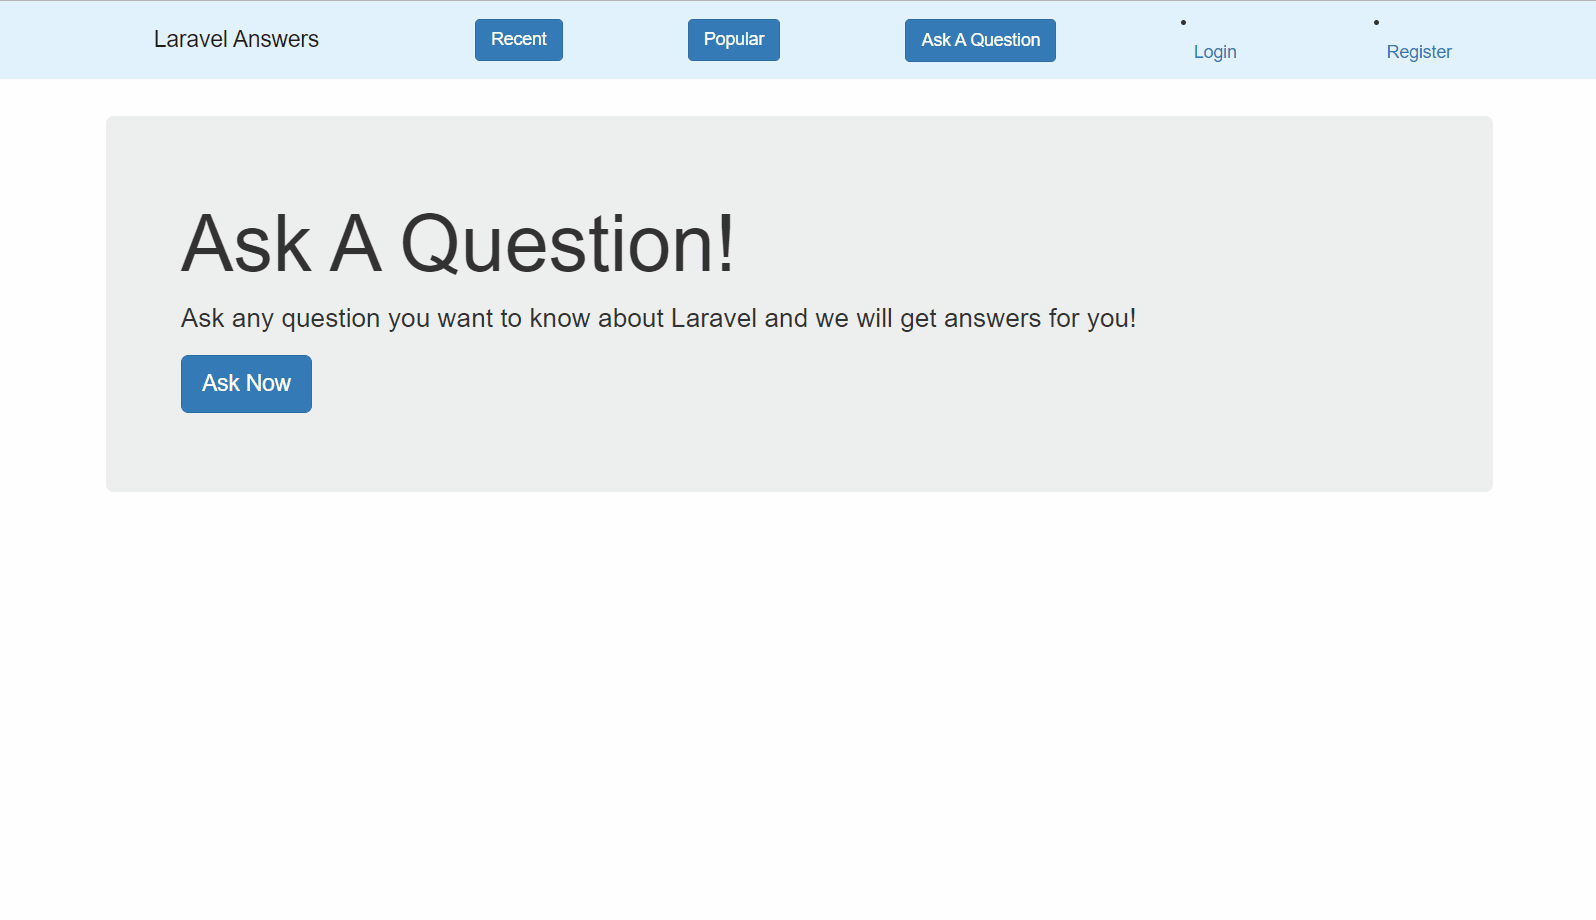 Laravel Answers Recent Popular Ask A Question Login Register
Ask A Question!
Ask any question you want to know about Laravel and we will get answers for you!
Ask Now